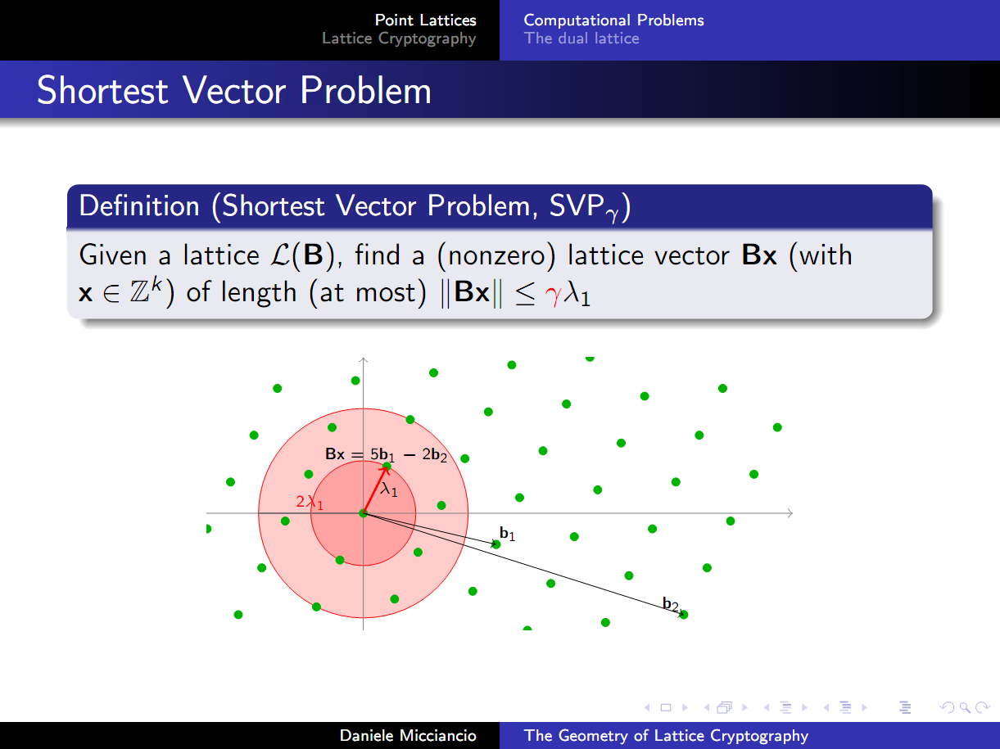 Point Lattices
Lattice Cryptography
Computational Problems
The dual lattice
Shortest Vector Problem
Definition (Shortest Vector Problem, SVPγ)
Given a lattice ℒ(B), find a (nonzero) lattice vector Bx (with
x ∈ ℤᵏ) of length (at most) ‖Bx‖ ≤ γλ₁
Bx = 5b₁ − 2b₂
λ₁
2λ₁
b₁
b₂
Daniele Micciancio
The Geometry of Lattice Cryptography